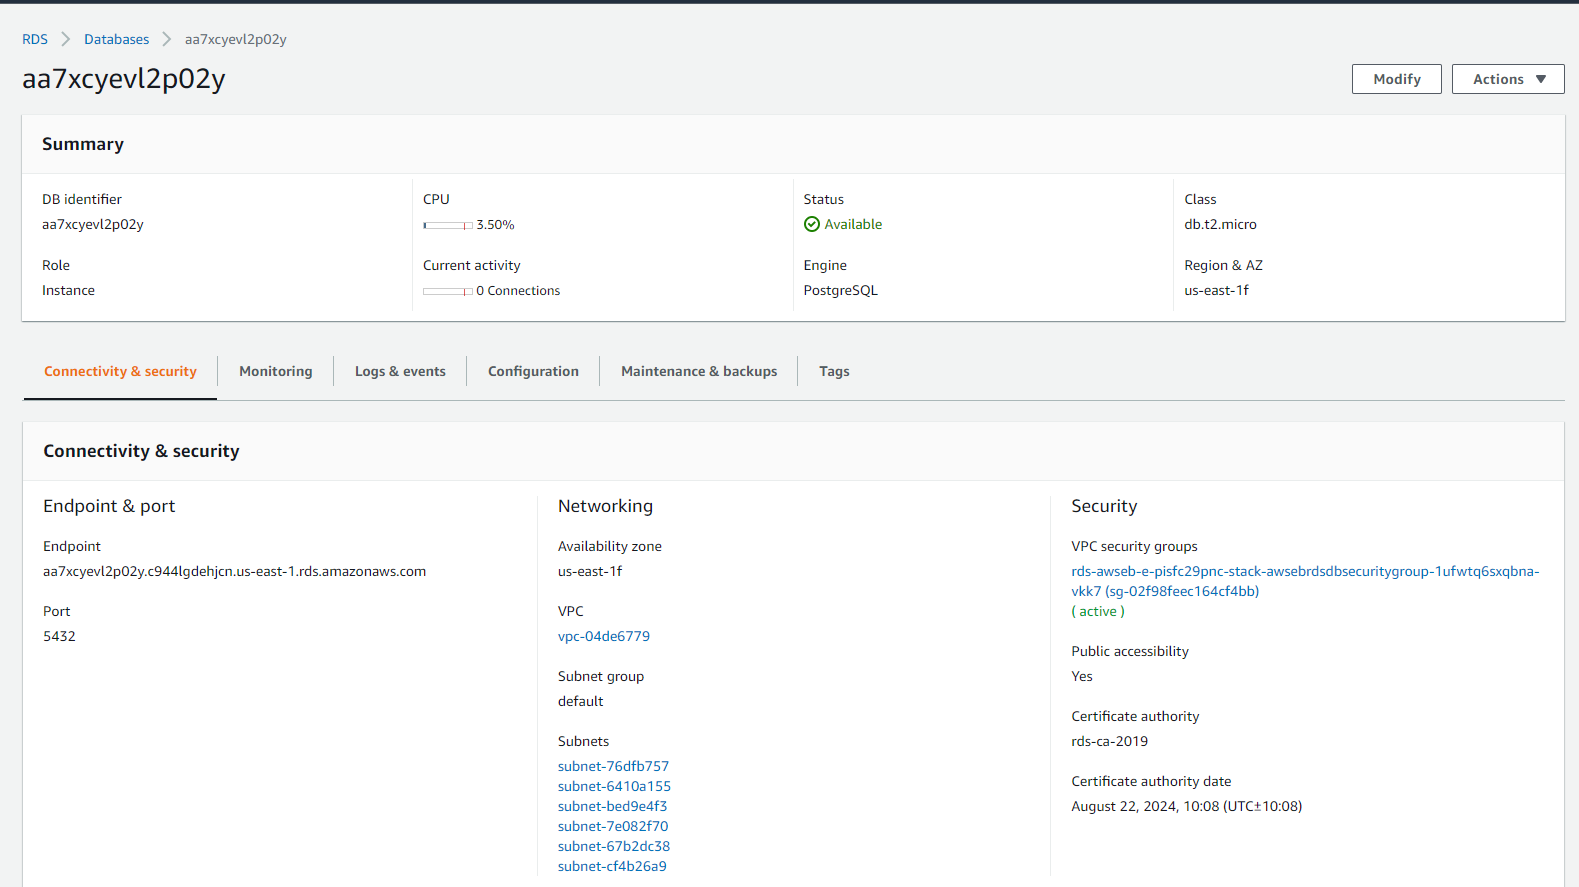 RDS
Databases
aa7xcyevl2p02y
aa7xcyevl2p02y
Modify
Actions
Summary
DB identifier
aa7xcyevl2p02y
CPU
3.50%
Status
Available
Class
db.t2.micro
Role
Instance
Current activity
0 Connections
Engine
PostgreSQL
Region & AZ
us-east-1f
Connectivity & security
Monitoring
Logs & events
Configuration
Maintenance & backups
Tags
Connectivity & security
Endpoint & port
Endpoint
aa7xcyevl2p02y.c944lgdehjcn.us-east-1.rds.amazonaws.com
Port
5432
Networking
Availability zone
us-east-1f
VPC
vpc-04de6779
Subnet group
default
Subnets
subnet-76dfb757
subnet-6410a155
subnet-bed9e4f3
subnet-7e082f70
subnet-67b2dc38
subnet-cf4b26a9
Security
VPC security groups
rds-awseb-e-pisfc29pnc-stack-awsebrdsdbsecuritygroup-1ufwtq6sxqbna-
vkk7 (sg-02f98feec164cf4bb)
( active )
Public accessibility
Yes
Certificate authority
rds-ca-2019
Certificate authority date
August 22, 2024, 10:08 (UTC±10:08)